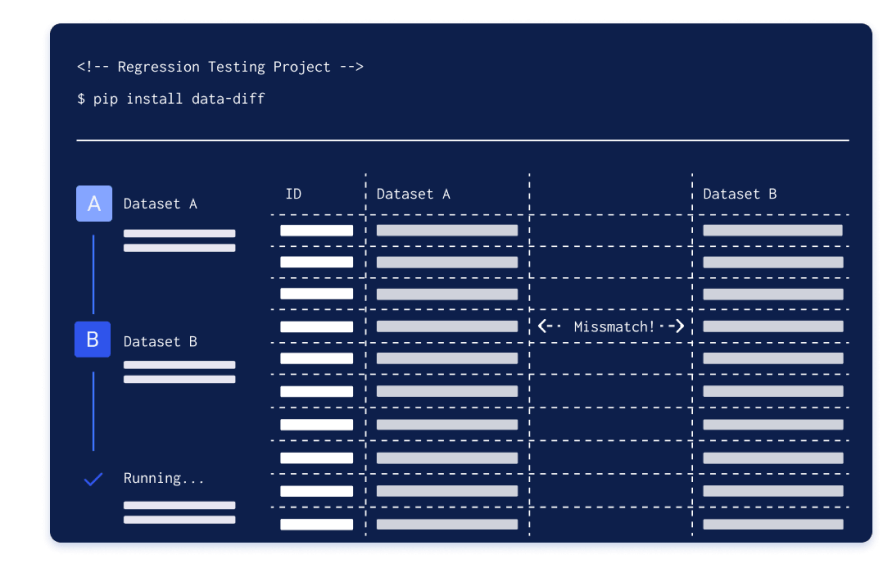 <!-- Regression Testing Project -->
$ pip install data-diff
A Dataset A
B Dataset B
Running...
ID Dataset A Dataset B
<-· Missmatch!·->